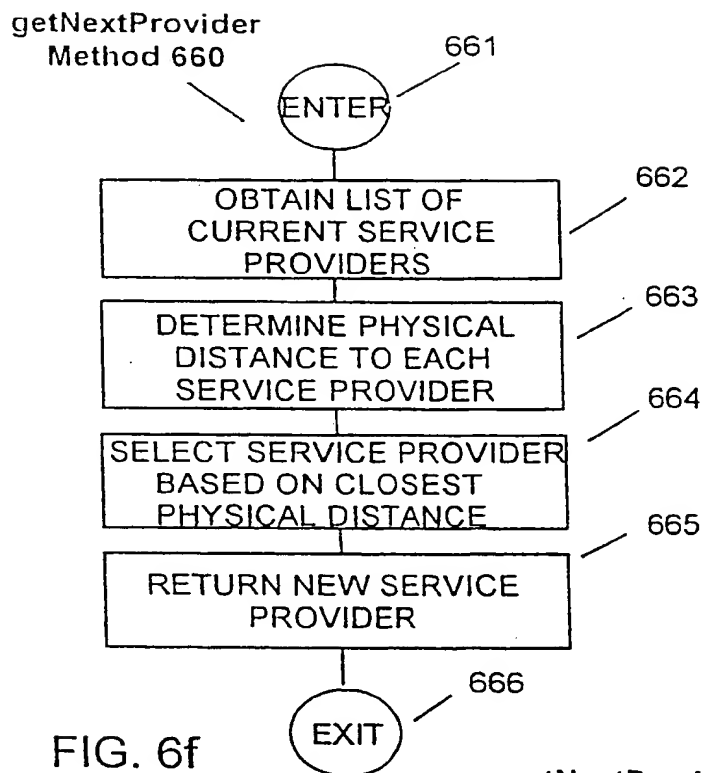 getNextProvider
Method 660
661
ENTER
662
OBTAIN LIST OF
CURRENT SERVICE
PROVIDERS
663
DETERMINE PHYSICAL
DISTANCE TO EACH
SERVICE PROVIDER
664
SELECT SERVICE PROVIDER
BASED ON CLOSEST
PHYSICAL DISTANCE
665
RETURN NEW SERVICE
PROVIDER
666
EXIT
FIG. 6f